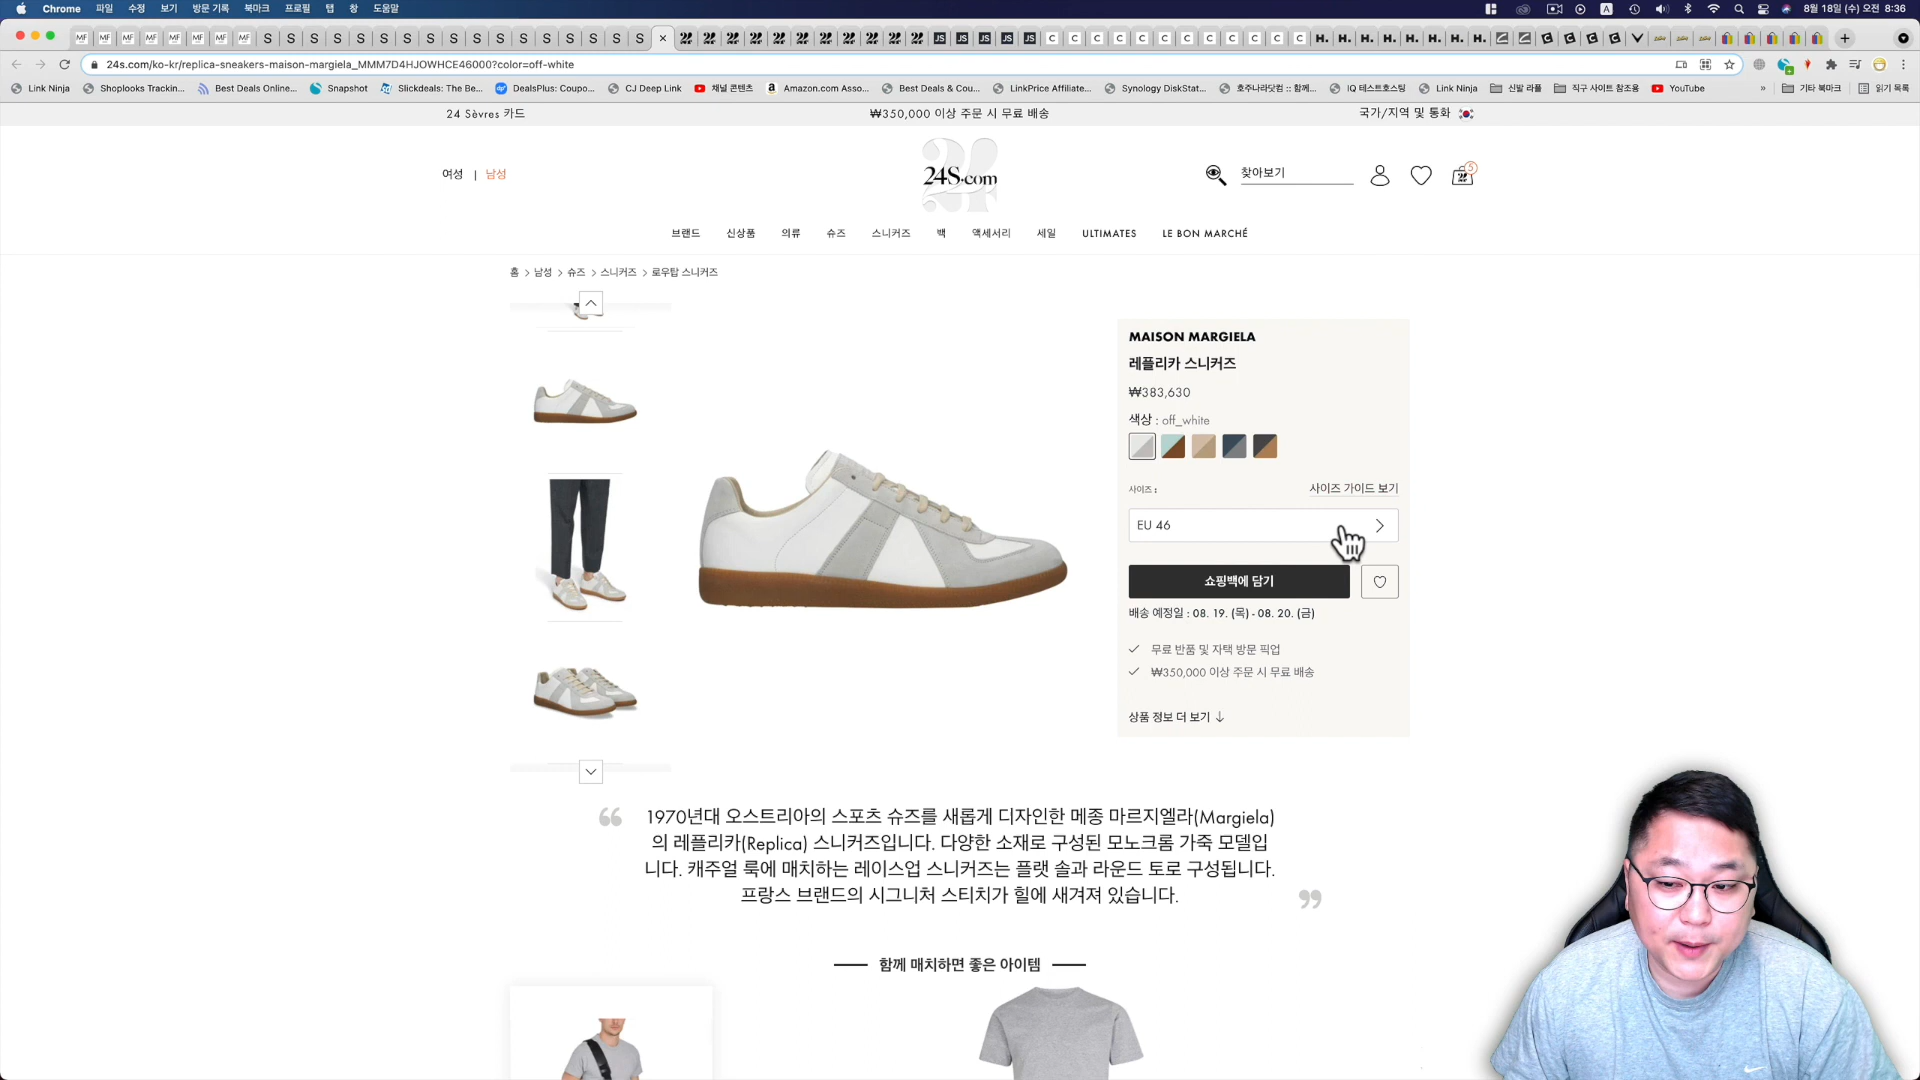 Chrome 파일 수정 보기 방문 기록 북마크 프로필 탭 창 도움말
8월 18일 (수) 오전 8:36
24s.com/ko-kr/replica-sneakers-maison-margiela_MMM7D4HJOWHCE46000?color=off-white
Link Ninja Shoplooks Trackin... Best Deals Online... Snapshot Slickdeals: The Be... DealsPlus: Coupo... CJ Deep Link 채널 콘텐츠 Amazon.com Asso... Best Deals & Cou... LinkPrice Affiliate... Synology DiskStat... 호주나라닷컴 :: 함께... IQ 테스트호스팅 Link Ninja 신발 라플 직구 사이트 참조용 YouTube » 기타 북마크 읽기 목록
24 Sèvres 카드
₩350,000 이상 주문 시 무료 배송
국가/지역 및 통화
여성 | 남성
24S.com
찾아보기
5
브랜드 신상품 의류 슈즈 스니커즈 백 액세서리 세일 ULTIMATES LE BON MARCHÉ
홈 > 남성 > 슈즈 > 스니커즈 > 로우탑 스니커즈
MAISON MARGIELA
레플리카 스니커즈
₩383,630
색상 : off_white
사이즈 :
사이즈 가이드 보기
EU 46
쇼핑백에 담기
배송 예정일 : 08. 19. (목) - 08. 20. (금)
무료 반품 및 자택 방문 픽업
₩350,000 이상 주문 시 무료 배송
상품 정보 더 보기 ↓
“ 1970년대 오스트리아의 스포츠 슈즈를 새롭게 디자인한 메종 마르지엘라(Margiela)
의 레플리카(Replica) 스니커즈입니다. 다양한 소재로 구성된 모노크롬 가죽 모델입
니다. 캐주얼 룩에 매치하는 레이스업 스니커즈는 플랫 솔과 라운드 토로 구성됩니다.
프랑스 브랜드의 시그니처 스티치가 힐에 새겨져 있습니다. ”
함께 매치하면 좋은 아이템